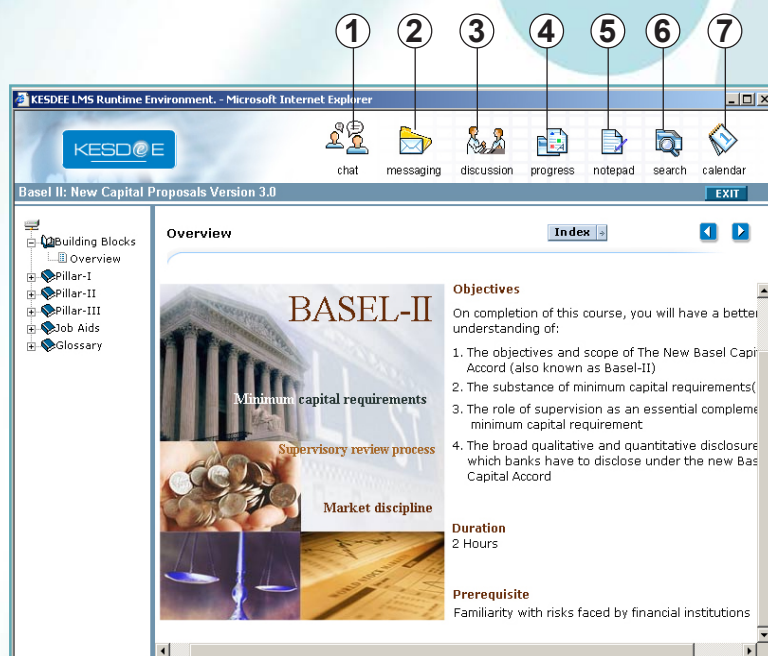 1 2 3 4 5 6 7
KESDEE LMS Runtime Environment. - Microsoft Internet Explorer
KESD@E
chat messaging discussion progress notepad search calendar
Basel II: New Capital Proposals Version 3.0
EXIT
Building Blocks
Overview
Pillar-I
Pillar-II
Pillar-III
Job Aids
Glossary
Overview
Index
BASEL-II
Minimum capital requirements
Supervisory review process
Market discipline
Objectives
On completion of this course, you will have a better
understanding of:
1. The objectives and scope of The New Basel Capi
Accord (also known as Basel-II)
2. The substance of minimum capital requirements(
3. The role of supervision as an essential compleme
minimum capital requirement
4. The broad qualitative and quantitative disclosure
which banks have to disclose under the new Bas
Capital Accord
Duration
2 Hours
Prerequisite
Familiarity with risks faced by financial institutions